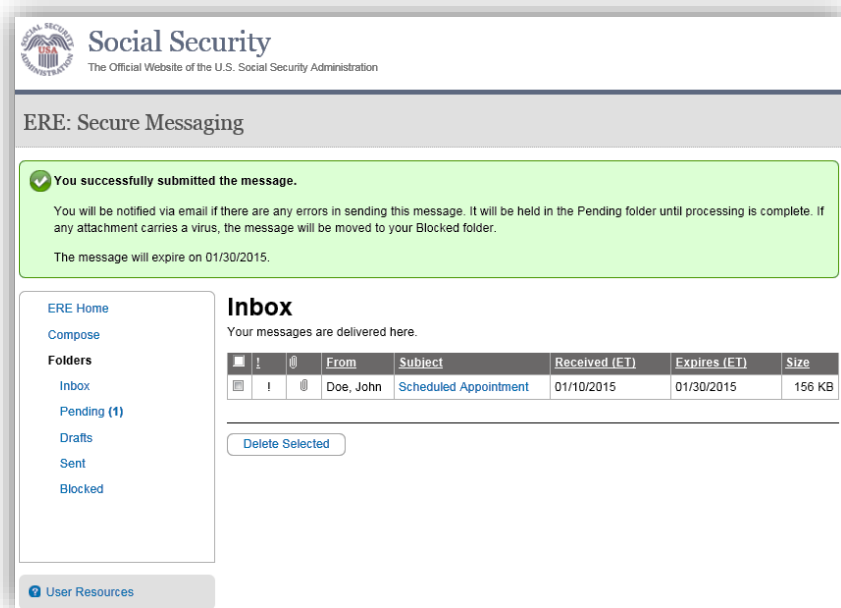 SOCIAL SECURITY ADMINISTRATION
USA
Social Security
The Official Website of the U.S. Social Security Administration
ERE: Secure Messaging
You successfully submitted the message.
You will be notified via email if there are any errors in sending this message. It will be held in the Pending folder until processing is complete. If
any attachment carries a virus, the message will be moved to your Blocked folder.
The message will expire on 01/30/2015.
ERE Home
Compose
Folders
Inbox
Pending (1)
Drafts
Sent
Blocked
User Resources
Inbox
Your messages are delivered here.
! From Subject Received (ET) Expires (ET) Size
! Doe, John Scheduled Appointment 01/10/2015 01/30/2015 156 KB
Delete Selected